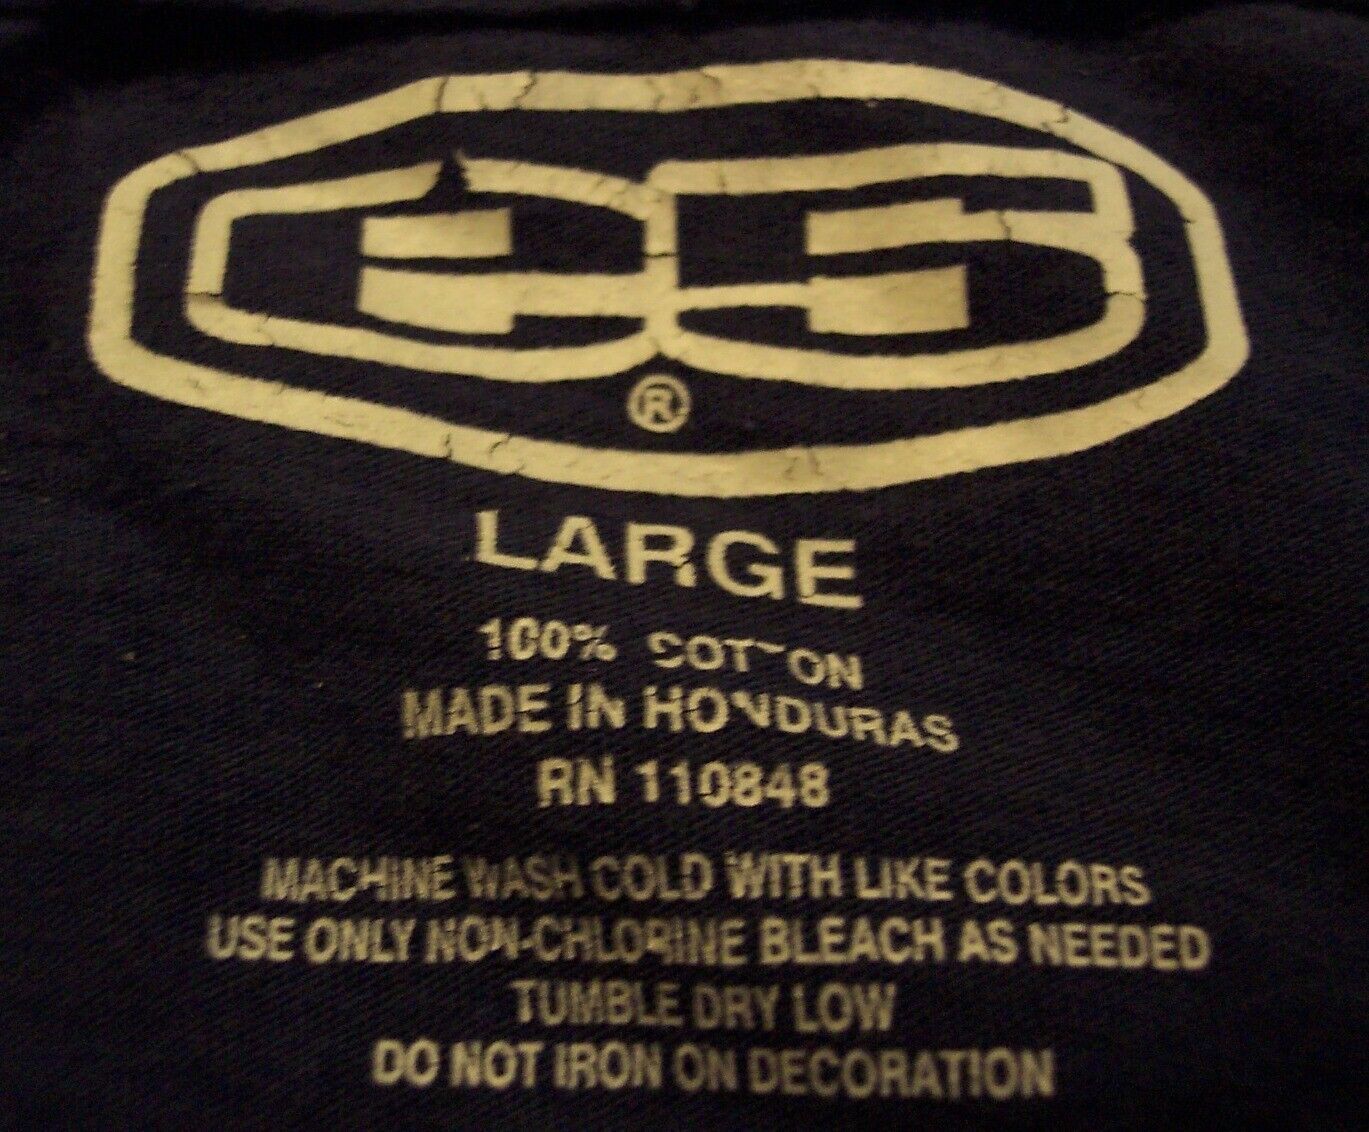 ®
LARGE
100% COTTON
MADE IN HONDURAS
RN 110848
MACHINE WASH COLD WITH LIKE COLORS
USE ONLY NON-CHLORINE BLEACH AS NEEDED
TUMBLE DRY LOW
DO NOT IRON ON DECORATION